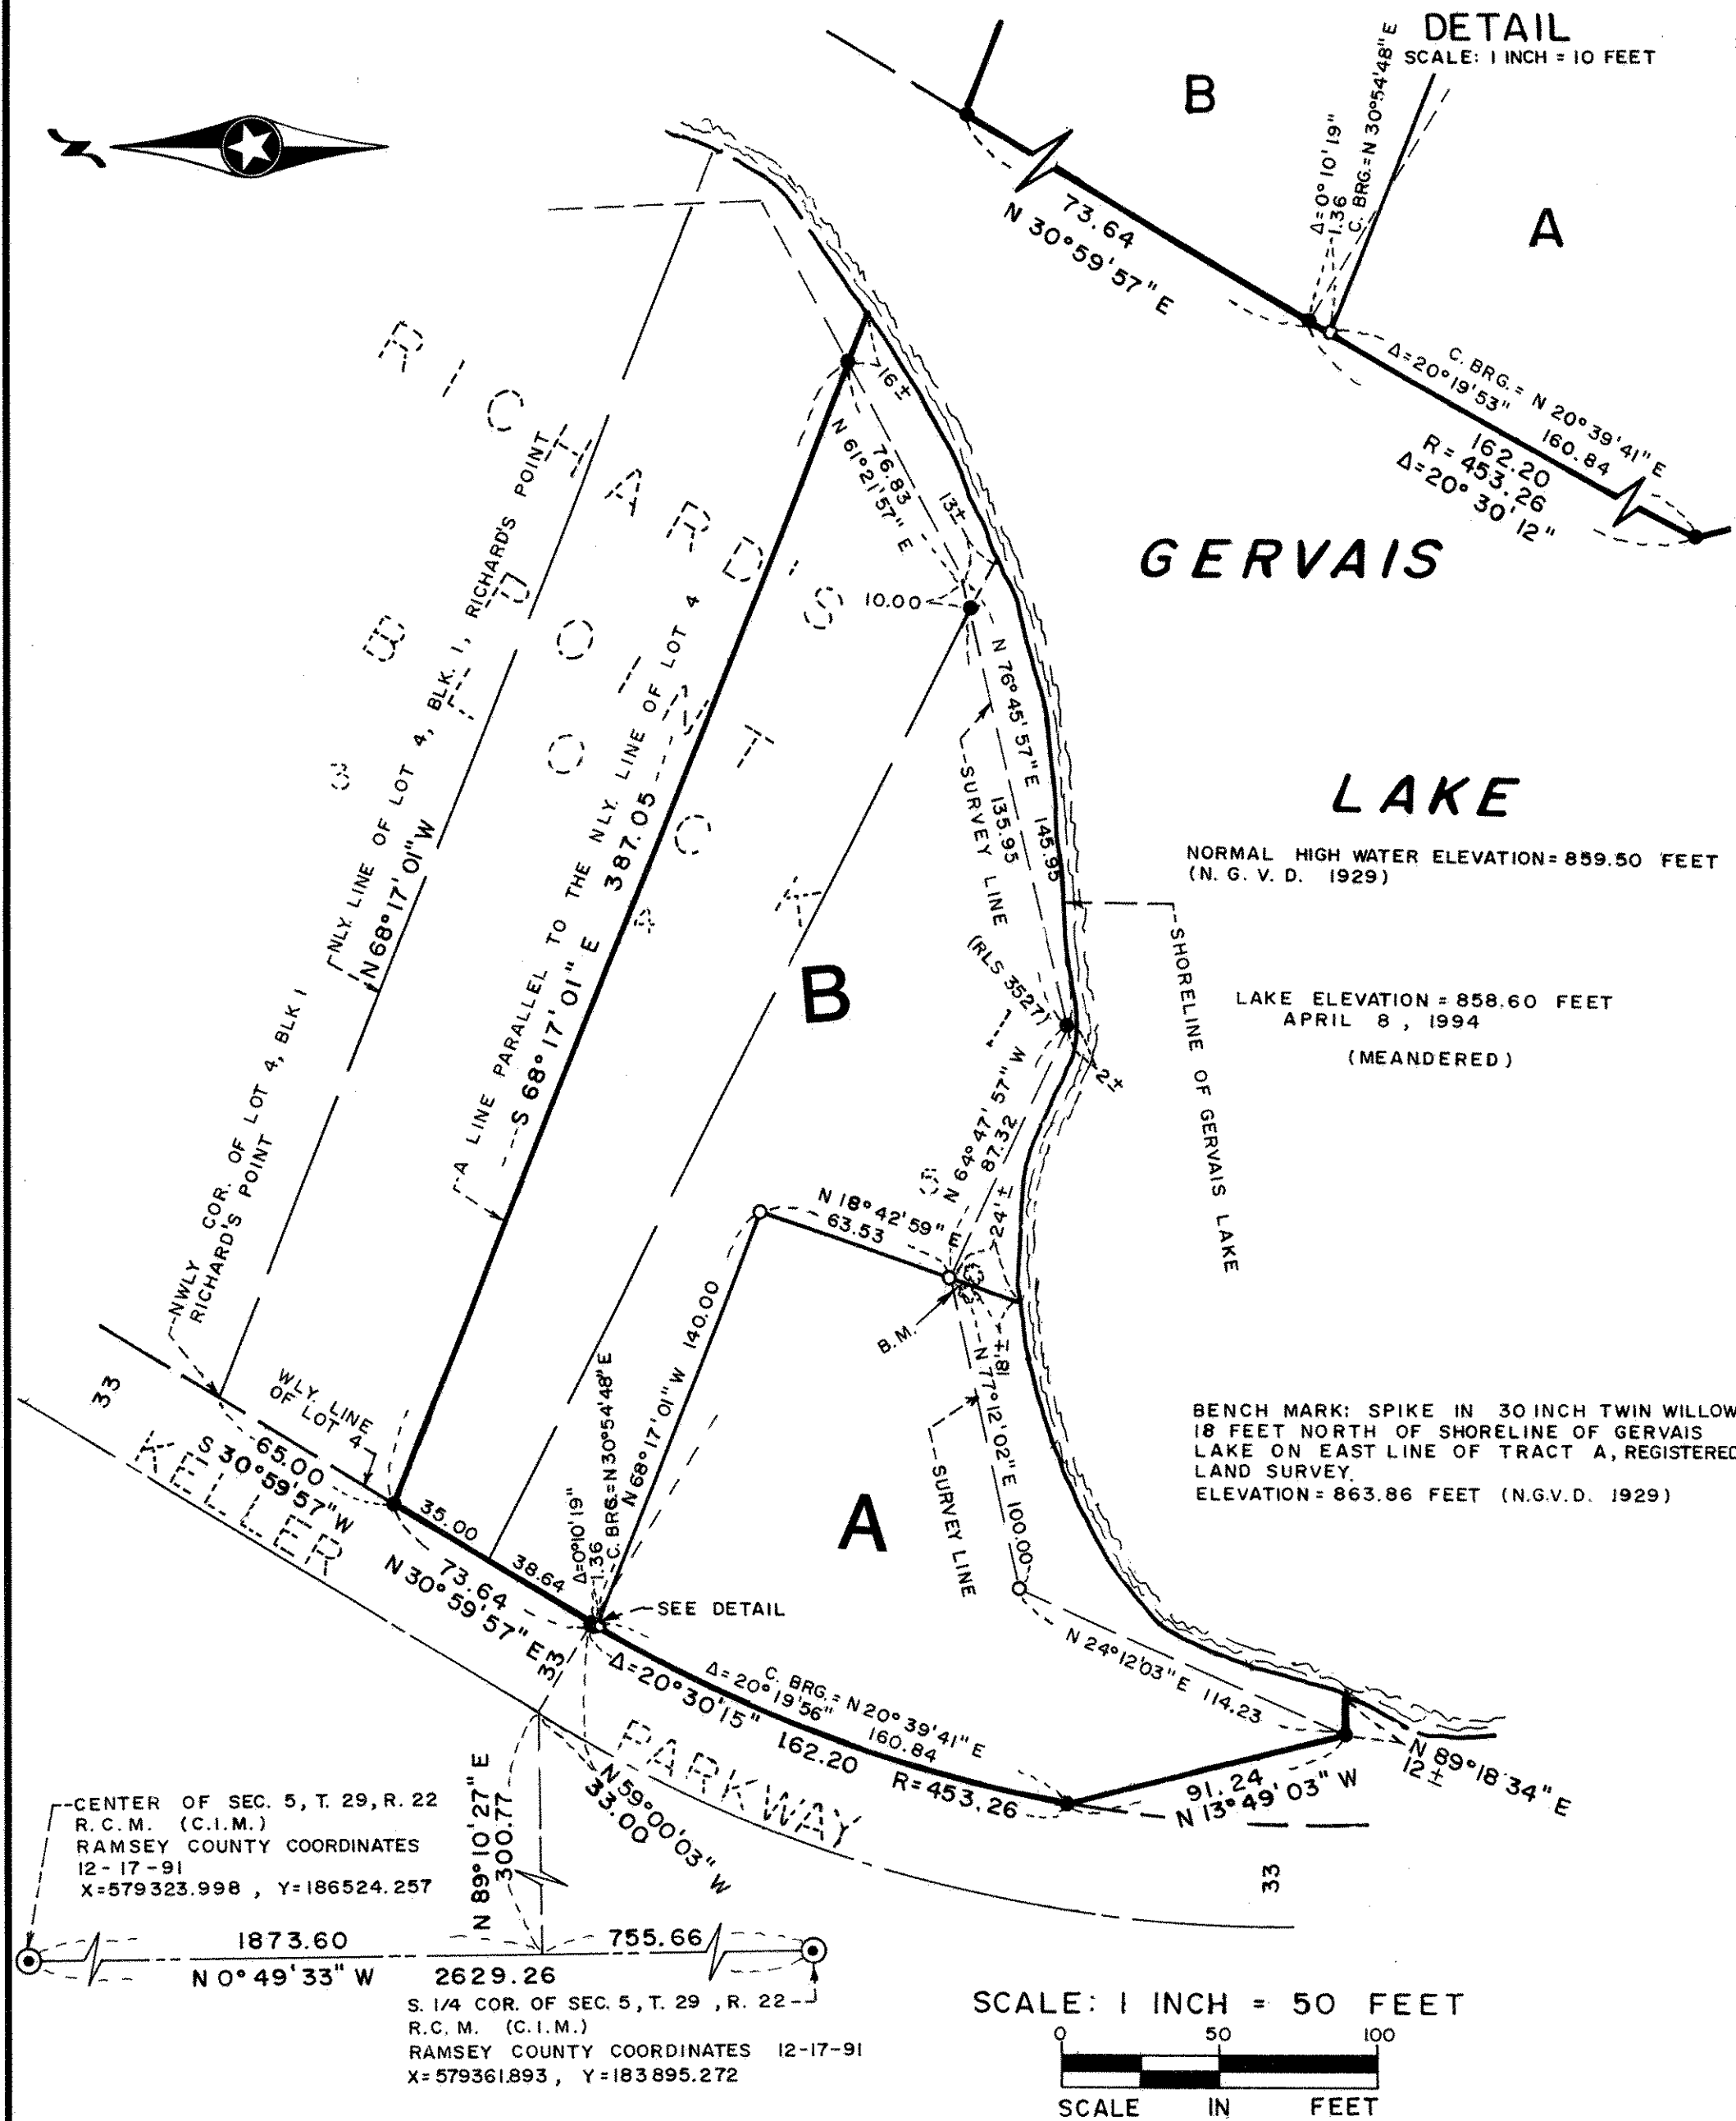 DETAIL
SCALE: 1 INCH = 10 FEET
N
B
A
73.64
N 30°59'57" E
Δ=0°10'19"
1.36
C. BRG.= N 30°54'48" E
C. BRG.= N 20°39'41" E
Δ=20°19'53"
160.84
162.20
R=453.26
Δ=20°30'12"
GERVAIS
LAKE
NORMAL HIGH WATER ELEVATION=859.50 FEET
(N. G. V. D. 1929)
LAKE ELEVATION = 858.60 FEET
APRIL 8, 1994
(MEANDERED)
SHORELINE OF GERVAIS LAKE
BENCH MARK: SPIKE IN 30 INCH TWIN WILLOW
18 FEET NORTH OF SHORELINE OF GERVAIS
LAKE ON EAST LINE OF TRACT A, REGISTERED
LAND SURVEY.
ELEVATION = 863.86 FEET (N.G.V.D. 1929)
RICHARD'S
POINT
BLOCK 1
3
4
NLY. LINE OF LOT 4, BLK. 1, RICHARD'S POINT
N 68°17'01" W
A LINE PARALLEL TO THE NLY. LINE OF LOT 4
S 68°17'01" E 387.05
NWLY COR. OF LOT 4, BLK 1
RICHARD'S POINT
WLY. LINE
OF LOT 4
16±
76.83
N 61°21'57" E
13±
10.00
N 76°45'57" E 145.95
135.95
SURVEY LINE
(RLS 3527)
2±
N 64°47'57" W
87.32
24'±
N 18°42'59" E
63.53
B.M.
18'±
N 77°12'02" E 100.00
SURVEY LINE
N 24°12'03" E 114.23
N 68°17'01" W 140.00
B
A
33
65.00
S 30°59'57" W
35.00
38.64
73.64
N 30°59'57" E
Δ=0°10'19"
1.36
C. BRG.=N30°54'48" E
SEE DETAIL
33
KELLER
PARKWAY
Δ=20°30'15" 162.20 R=453.26
C. BRG.= N 20°39'41" E
Δ=20°19'56" 160.84
91.24
N 13°49'03" W
N 89°18'34" E
12±
33
N 59°00'03" W
33.00
N 89°10'27" E
300.77
CENTER OF SEC. 5, T. 29, R. 22
R. C. M. (C.I.M.)
RAMSEY COUNTY COORDINATES
12-17-91
X=579323.998 , Y=186524.257
1873.60
755.66
N 0°49'33" W 2629.26
S. 1/4 COR. OF SEC. 5, T. 29, R. 22
R.C. M. (C.I.M.)
RAMSEY COUNTY COORDINATES 12-17-91
X=579361.893 , Y=183895.272
SCALE: 1 INCH = 50 FEET
0 50 100
SCALE IN FEET